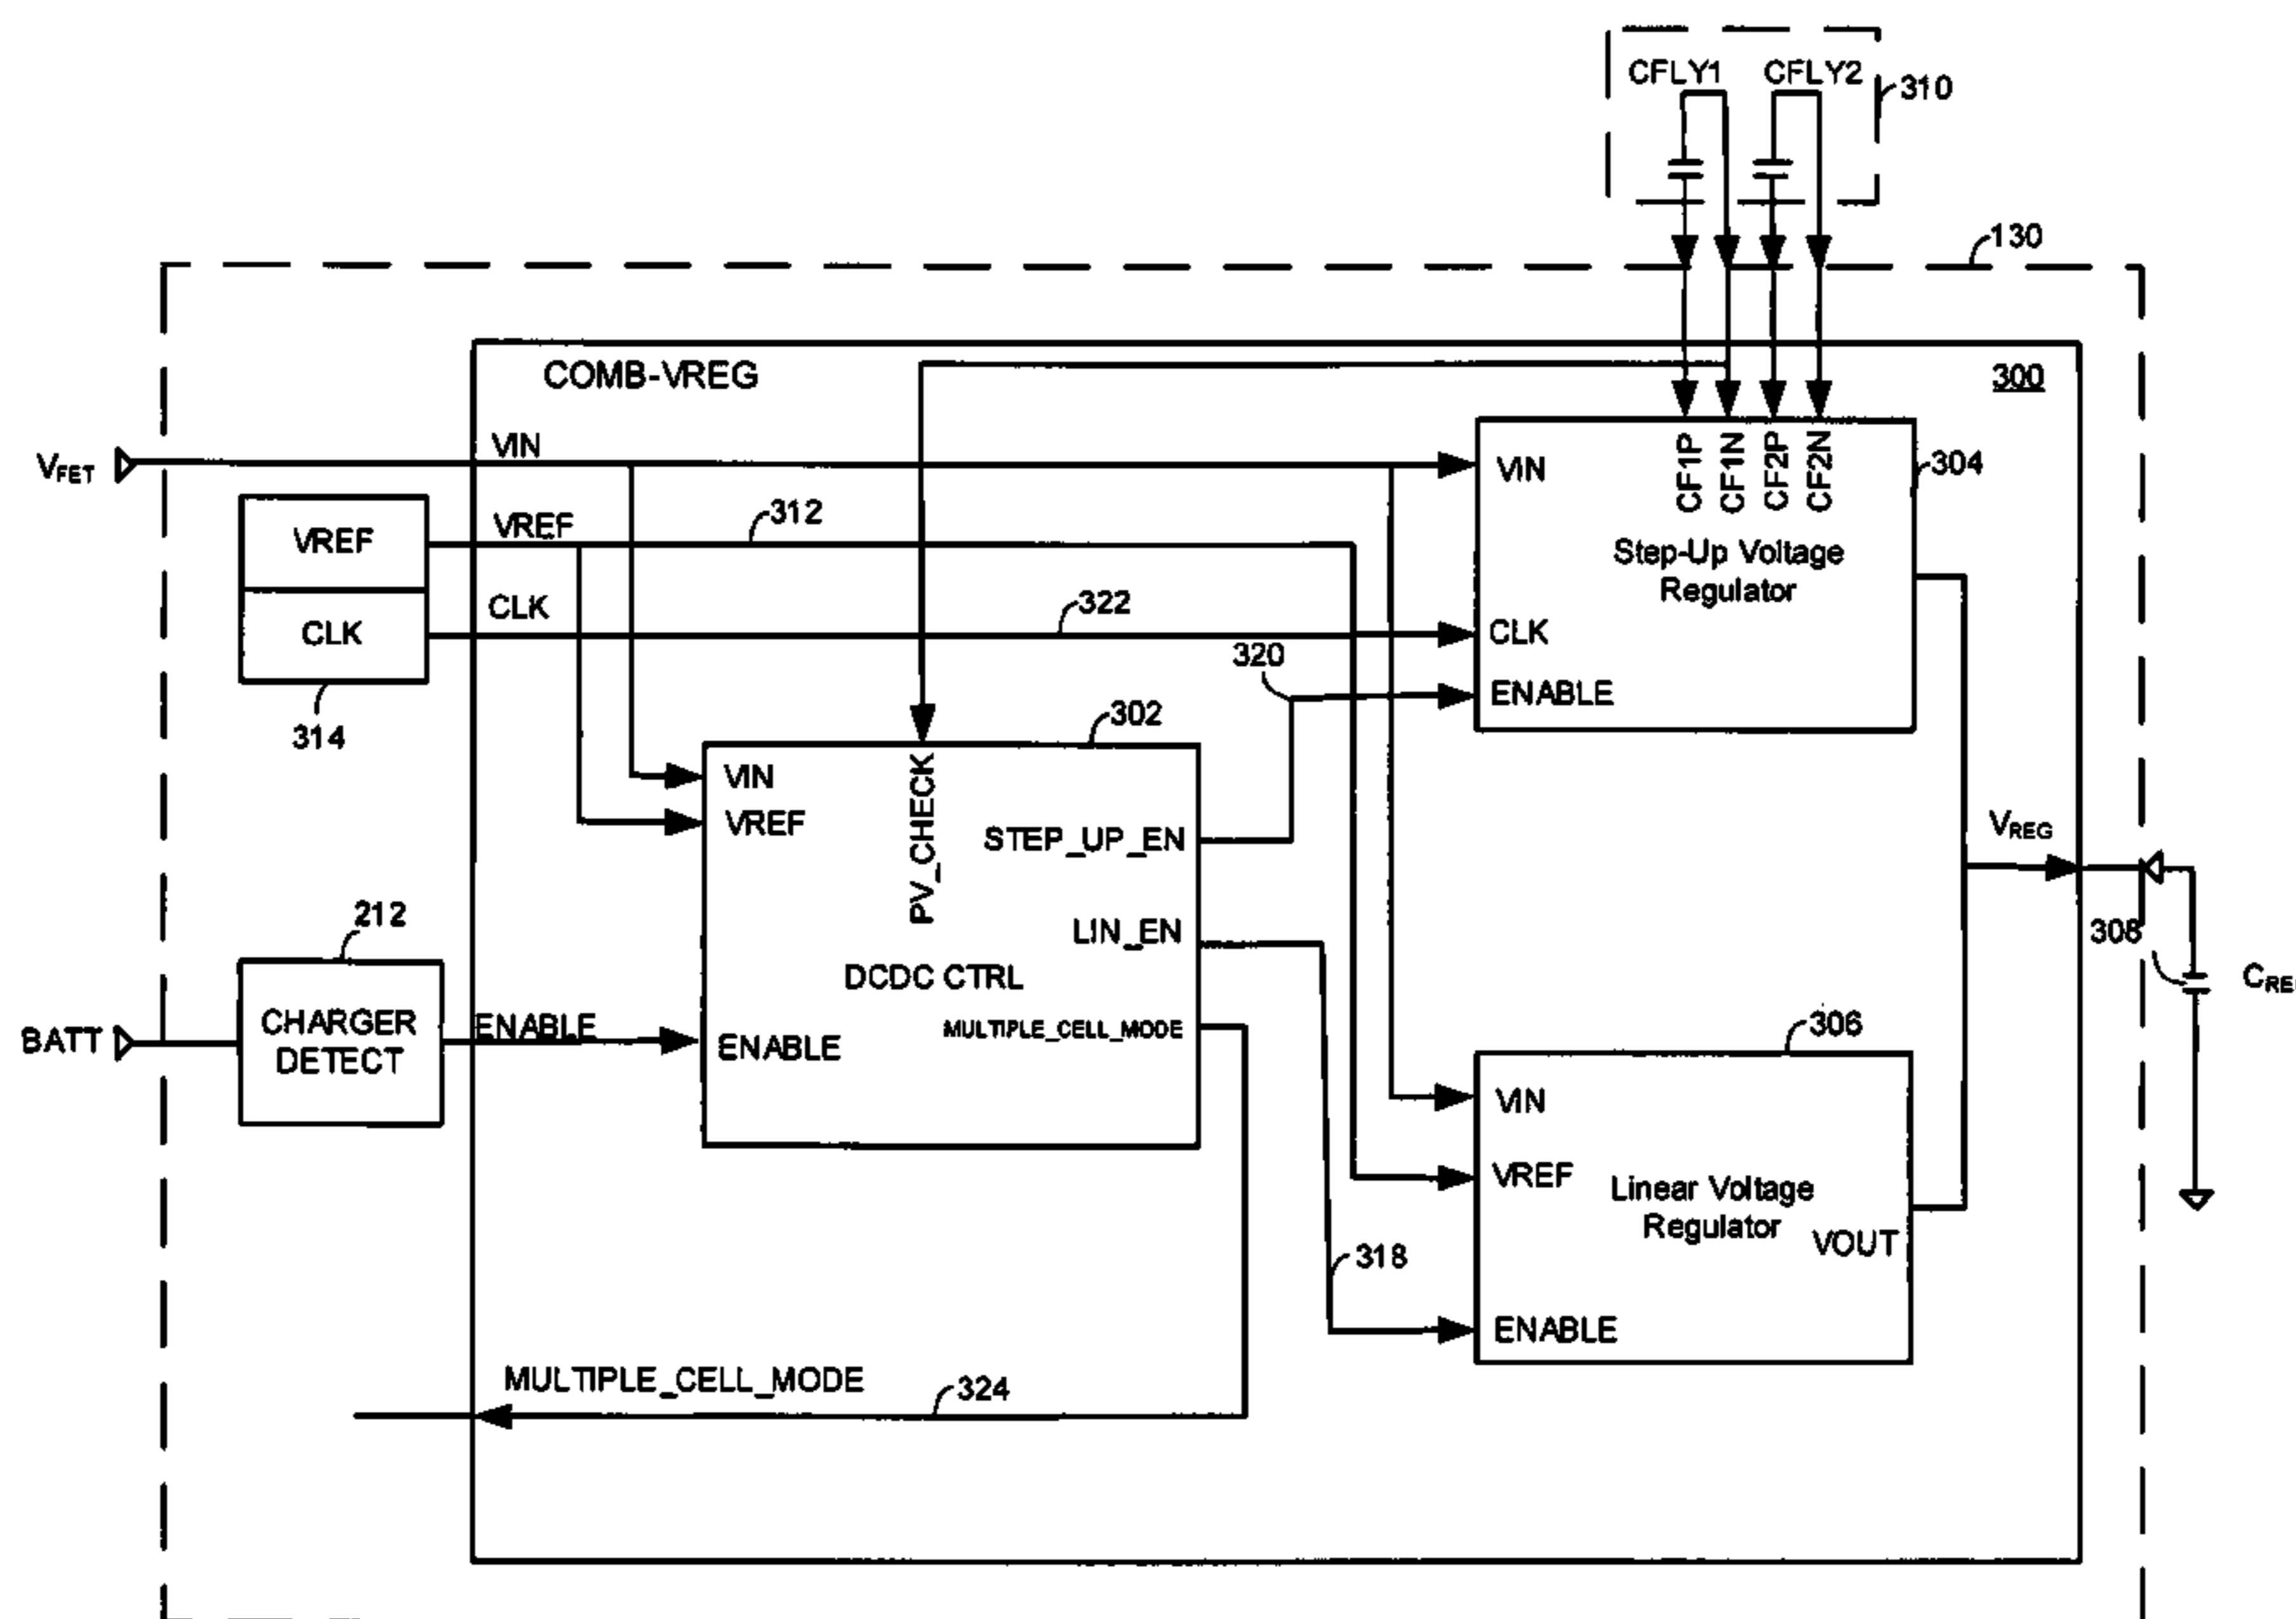 CFLY1 CFLY2
310
130
COMB-VREG
300
VIN
VFET
VREF
VREF
312
CLK
CLK
322
314
VIN
CF1P
CF1N
CF2P
CF2N
304
Step-Up Voltage
Regulator
CLK
320
ENABLE
302
VIN
VREF
PV_CHECK
STEP_UP_EN
LIN_EN
DCDC CTRL
MULTIPLE_CELL_MODE
ENABLE
212
BATT
CHARGER
DETECT
ENABLE
VREG
308
CRE
306
VIN
VREF
Linear Voltage
Regulator
VOUT
318
ENABLE
MULTIPLE_CELL_MODE
324